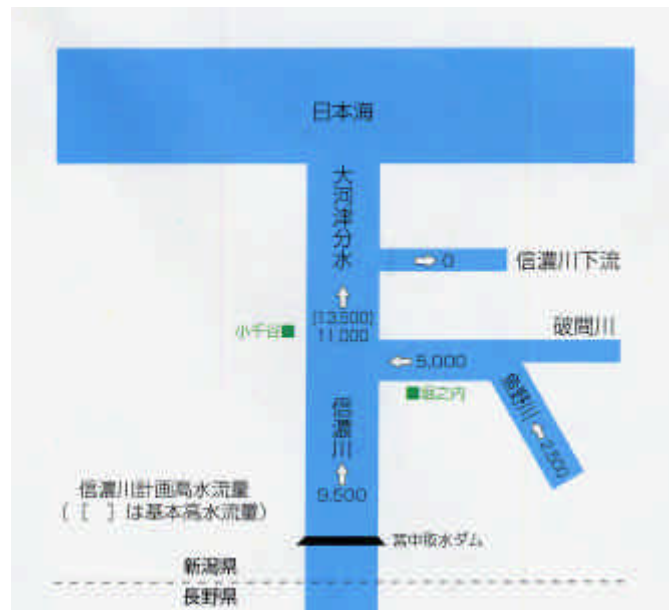 日本海
大河津分水
⇨ 0
信濃川下流
[13,500]
11,000
小千谷■
破間川
⇦ 5,000
■堀之内
魚野川
2,500
信濃川
9,500
信濃川計画高水流量
( [ ] は基本高水流量)
宮中取水ダム
新潟県
長野県